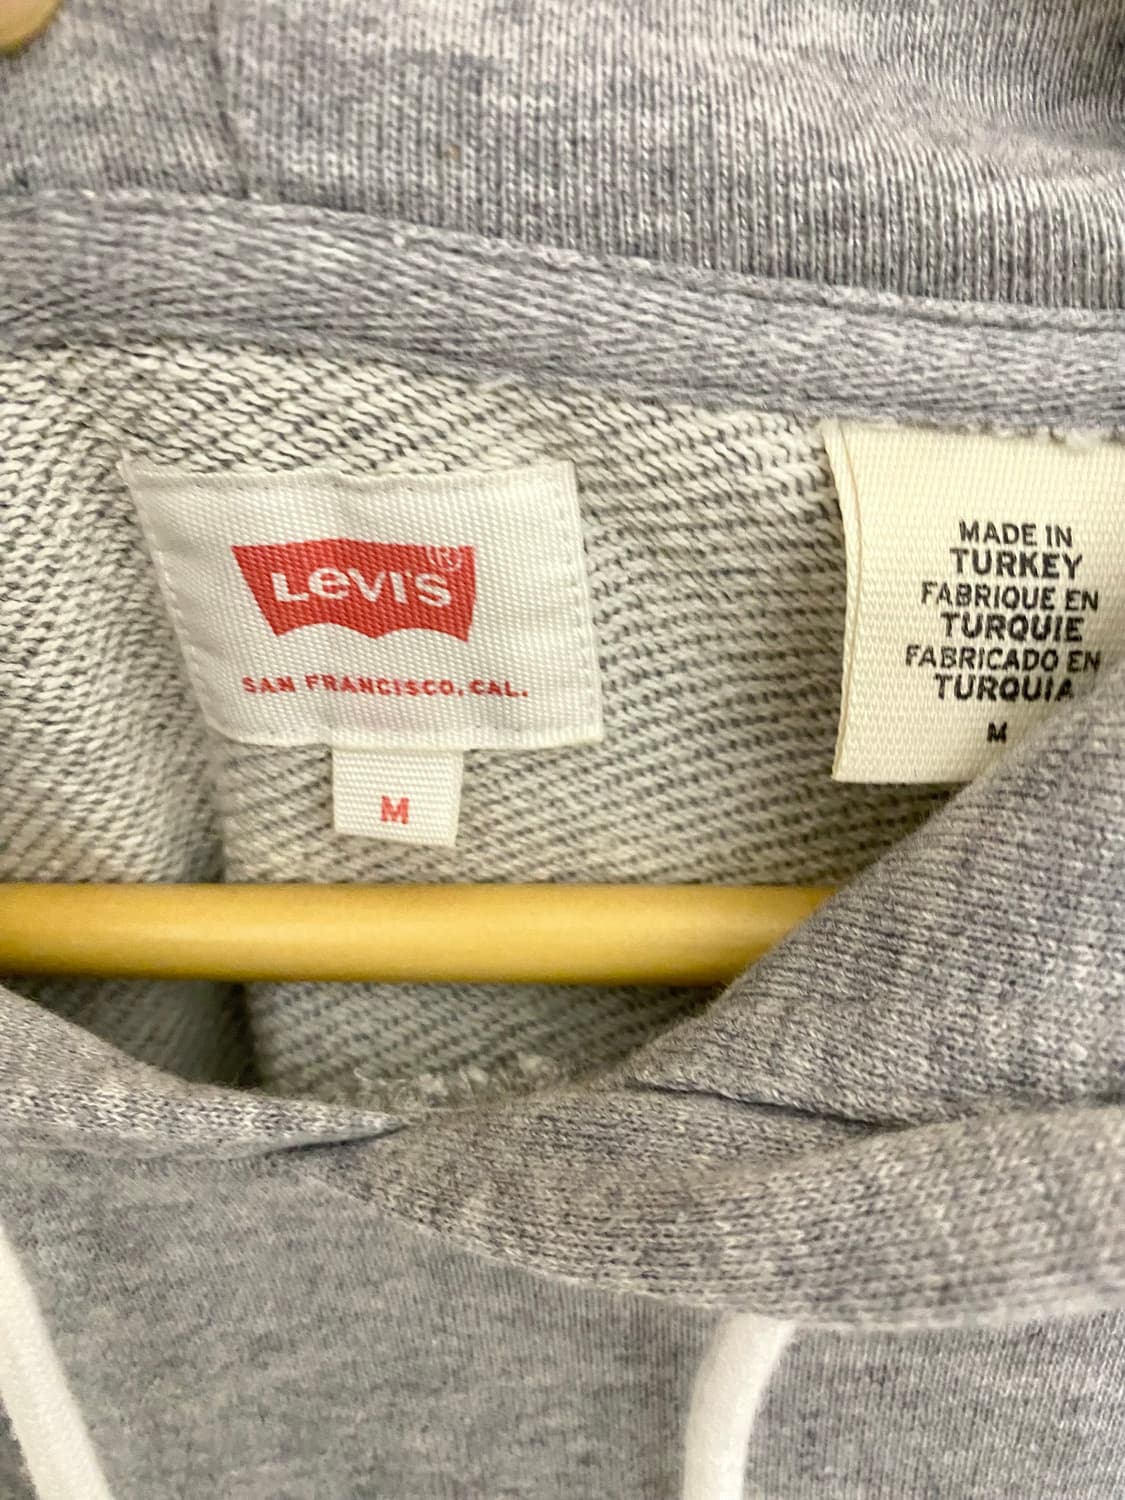 LEVI'S®
SAN FRANCISCO, CAL.
M
MADE IN
TURKEY
FABRIQUE EN
TURQUIE
FABRICADO EN
TURQUIA
M